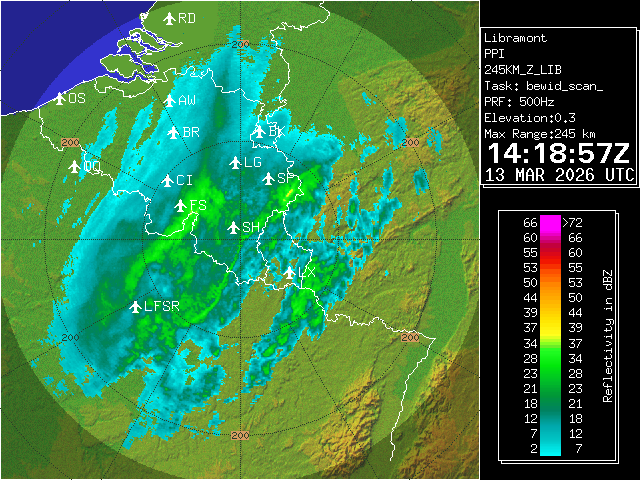 Libramont
PPI
245KM_Z_LIB
Task: bewid_scan_
PRF: 500Hz
Elevation:0.3
Max Range:245 km
14:18:57Z
13 MAR 2026 UTC
66 >72
60 66
55 60
53 55
50 53
44 50
39 44
37 39
34 37
28 34
23 28
21 23
18 21
12 18
7 12
2 7
Reflectivity in dBZ
RD
200
OS
AW
BR
200
LG
QQ
CI
SP
FS
SH
LX
LFSR
200
200
200